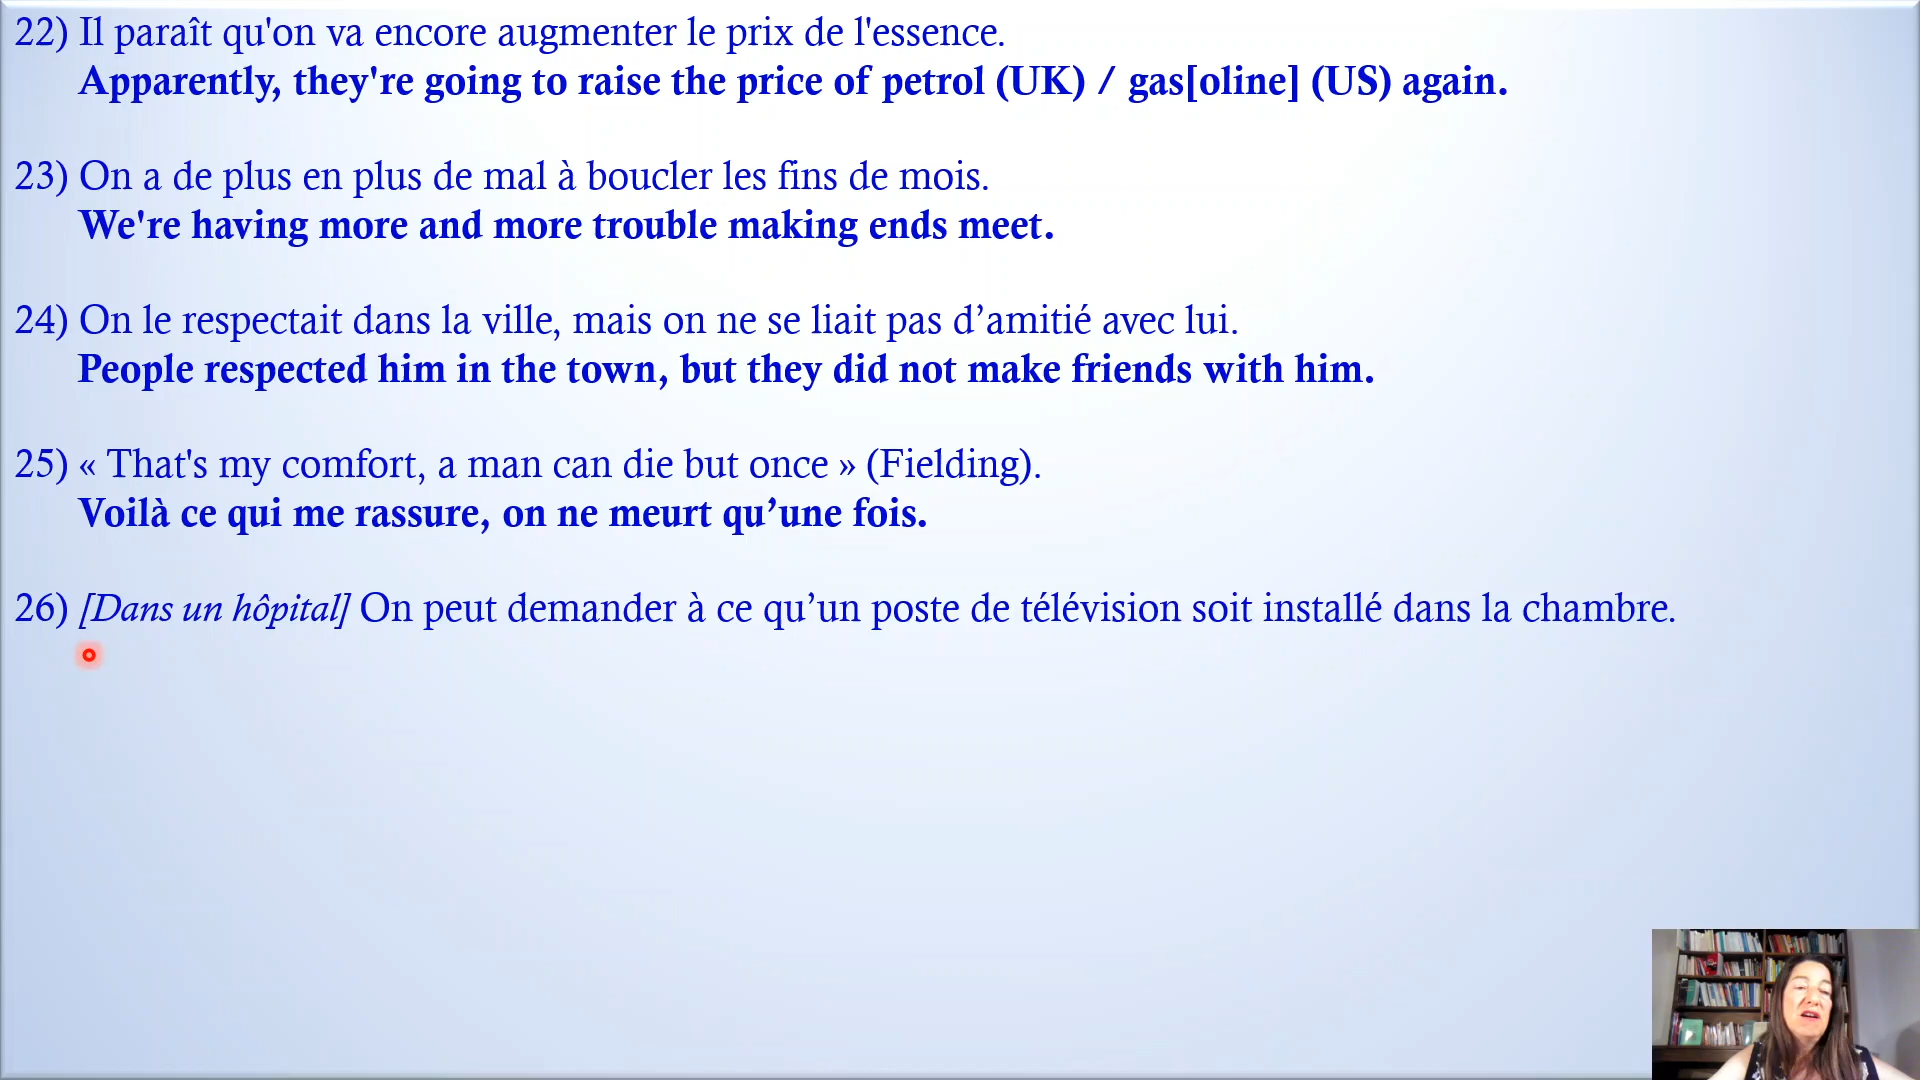 22) Il paraît qu'on va encore augmenter le prix de l'essence.
Apparently, they're going to raise the price of petrol (UK) / gas[oline] (US) again.
23) On a de plus en plus de mal à boucler les fins de mois.
We're having more and more trouble making ends meet.
24) On le respectait dans la ville, mais on ne se liait pas d’amitié avec lui.
People respected him in the town, but they did not make friends with him.
25) « That's my comfort, a man can die but once » (Fielding).
Voilà ce qui me rassure, on ne meurt qu’une fois.
26) [Dans un hôpital] On peut demander à ce qu’un poste de télévision soit installé dans la chambre.